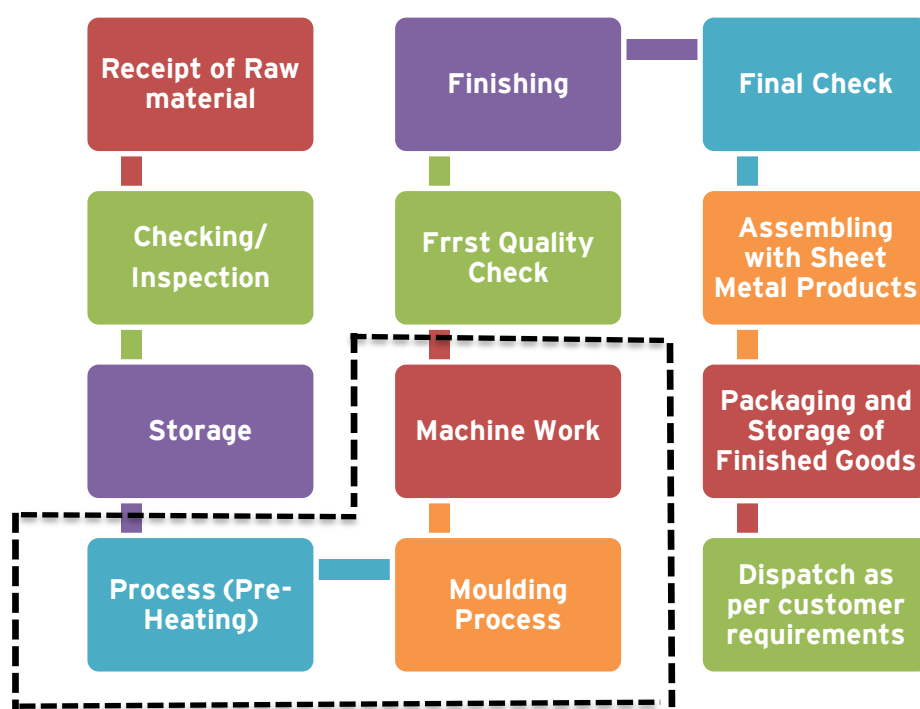 Receipt of Raw
material
Checking/
Inspection
Storage
Process (Pre-
Heating)
Moulding
Process
Machine Work
Frrst Quality
Check
Finishing
Final Check
Assembling
with Sheet
Metal Products
Packaging and
Storage of
Finished Goods
Dispatch as
per customer
requirements